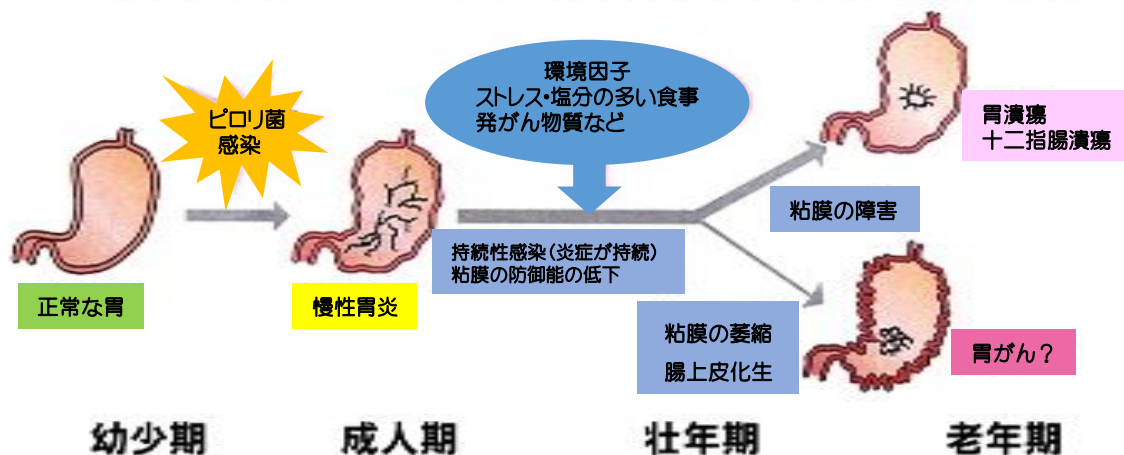 ピロリ菌
感染
環境因子
ストレス・塩分の多い食事
発がん物質など
胃潰瘍
十二指腸潰瘍
粘膜の障害
持続性感染（炎症が持続）
粘膜の防御能の低下
正常な胃
慢性胃炎
粘膜の萎縮
腸上皮化生
胃がん？
幼少期
成人期
壮年期
老年期